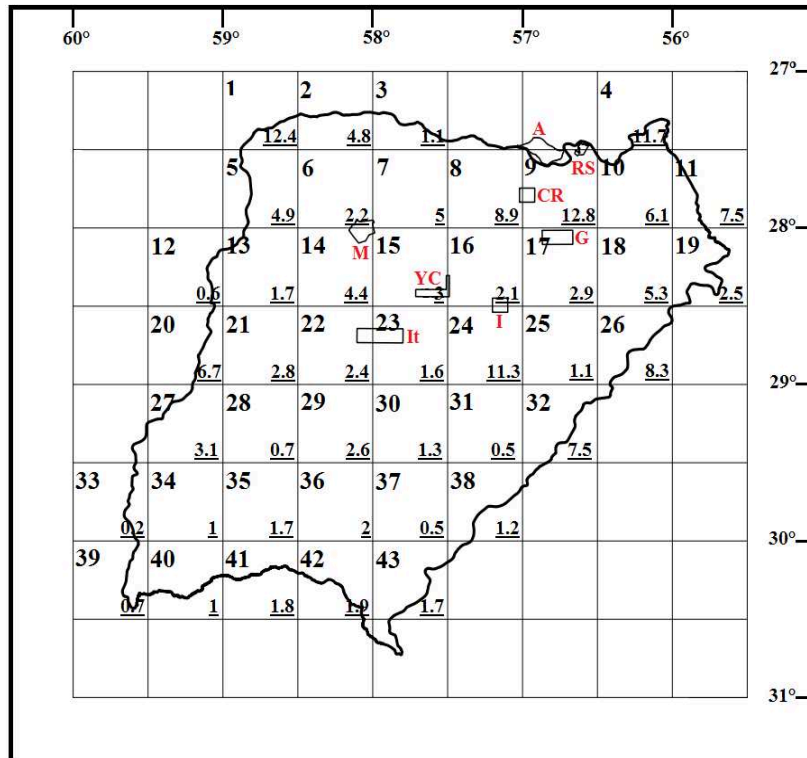 60° 59° 58° 57° 56°
27°
1 2 3 4
A
12.4 4.8 1.1 11.7
5 6 7 8 9 RS 10 11
CR
4.9 2.2 5 8.9 12.8 6.1 7.5
28°
12 13 14 M 15 16 17 G 18 19
YC
0.6 1.7 4.4 3 2.1 2.9 5.3 2.5
20 21 22 23 It 24 I 25 26
6.7 2.8 2.4 1.6 11.3 1.1 8.3
29°
27 28 29 30 31 32
3.1 0.7 2.6 1.3 0.5 7.5
33 34 35 36 37 38
0.2 1 1.7 2 0.5 1.2
30°
39 40 41 42 43
0.7 1 1.8 1.9 1.7
31°